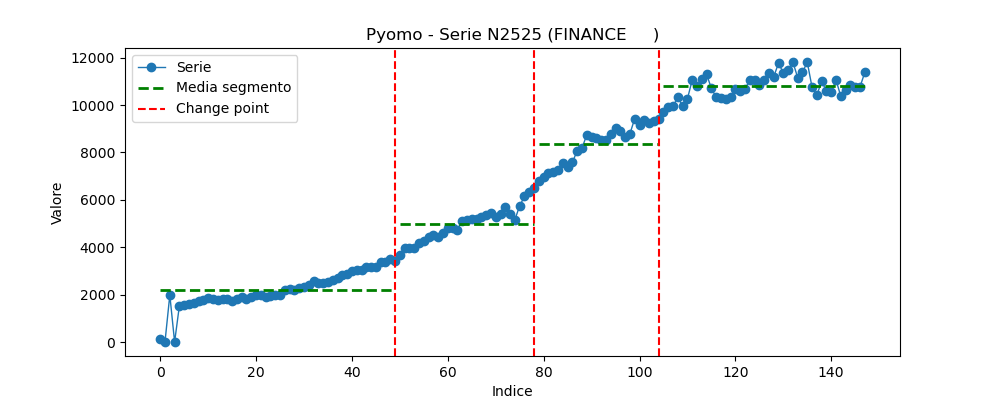 Pyomo - Serie N2525 (FINANCE     )
Serie
Media segmento
Change point
Valore
12000
10000
8000
6000
4000
2000
0
0 20 40 60 80 100 120 140
Indice